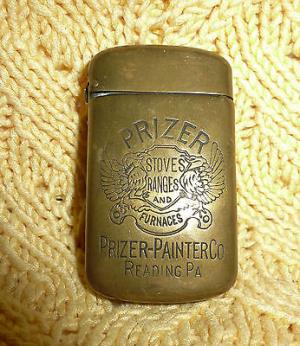 PRIZER
STOVES
RANGES
AND
FURNACES
PRIZER-PAINTER CO
READING PA